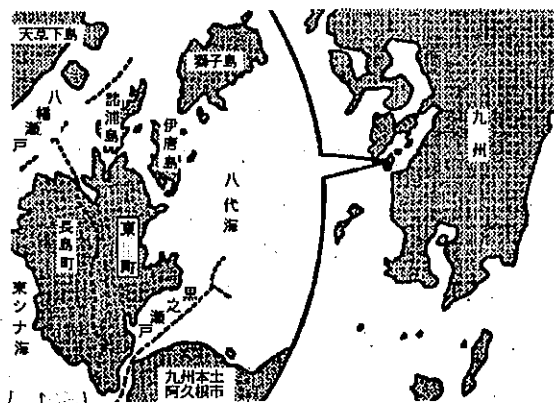 天草下島
獅子島
八幡瀬戸
諸浦島
伊唐島
九州
八代海
長島町
東町
東シナ海
黒之瀬戸
九州本土
阿久根市